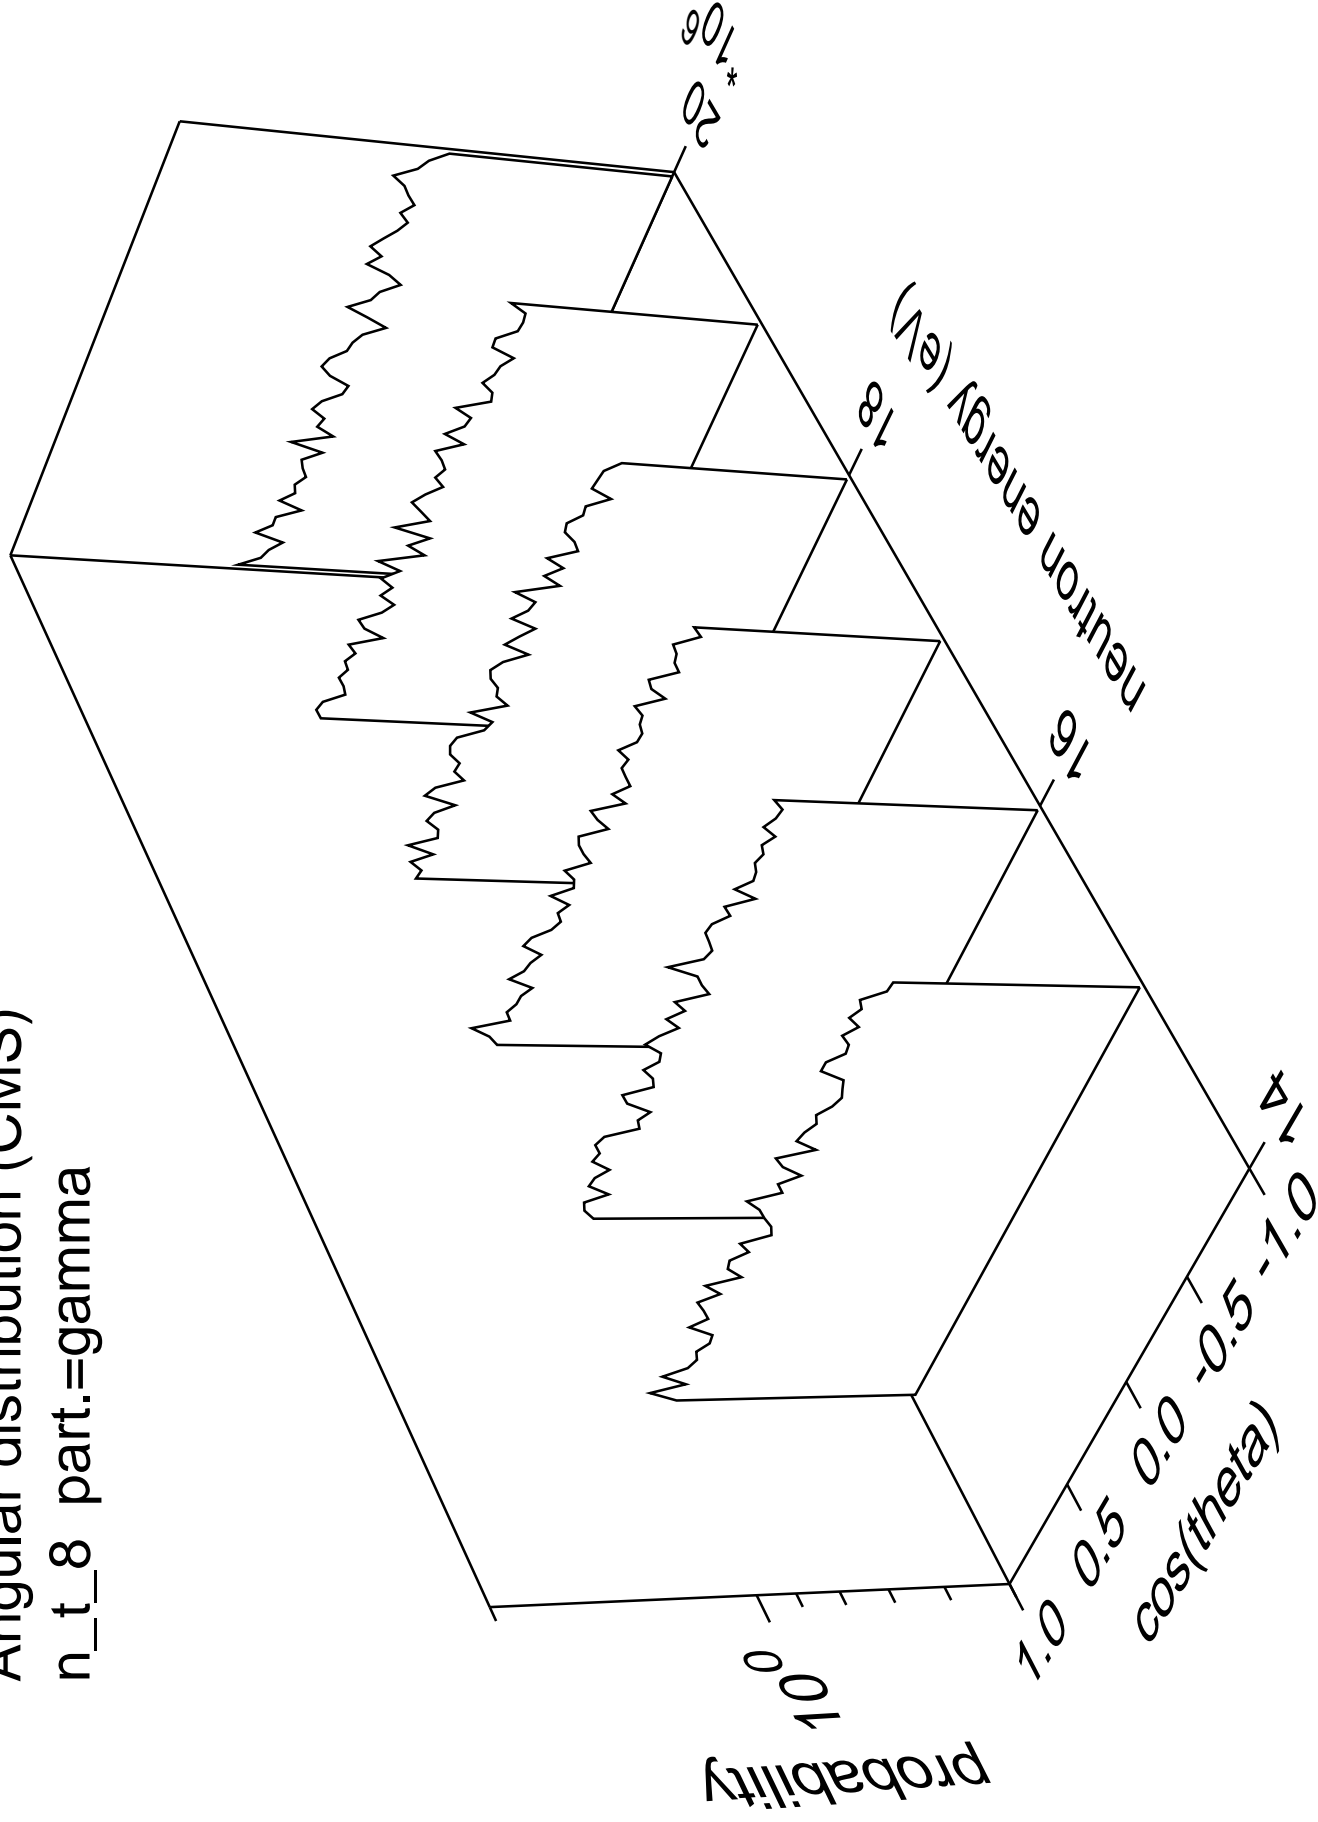 Angular distribution (CMS)
n_t_8 part.=gamma
probability
10^0
1.0 0.5 0.0 -0.5 -1.0
cos(theta)
14 16 18 20
* 10^6
neutron energy (eV)